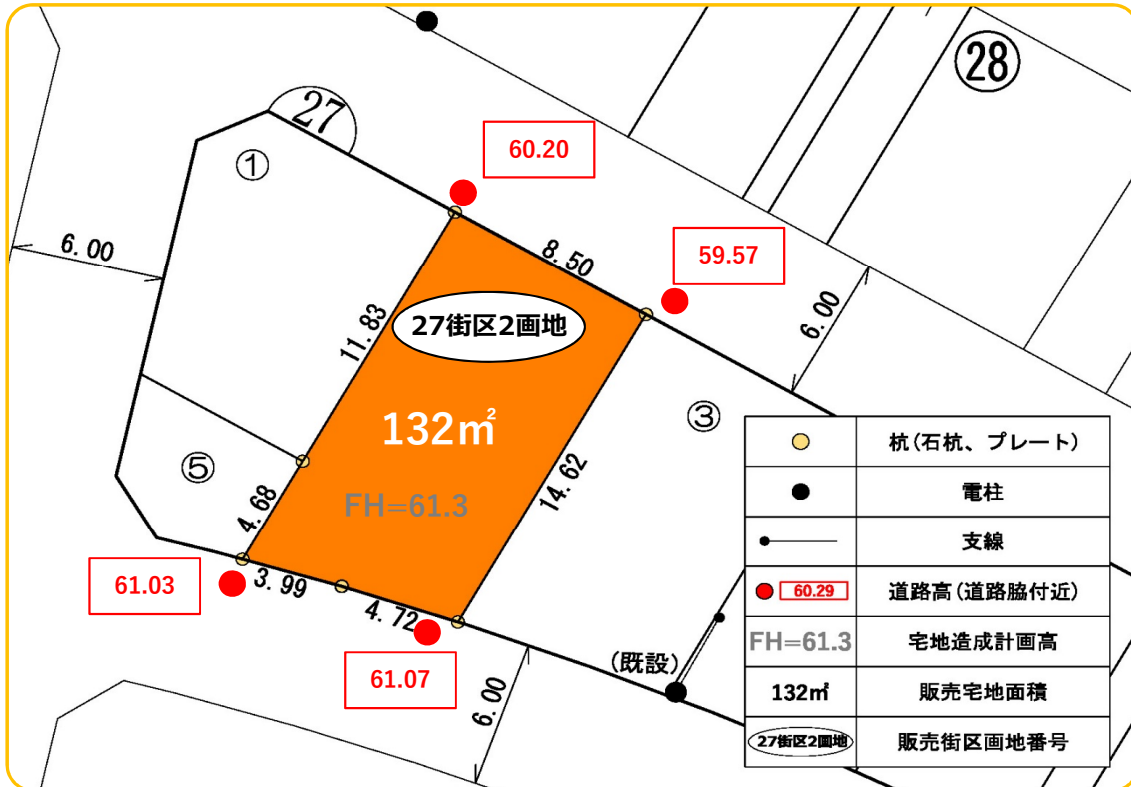 28
27
①
60.20
6.00
8.50
59.57
27街区2画地
11.83
6.00
132㎡
③
⑤
14.62
4.68
FH=61.3
61.03
3.99
4.72
61.07
(既設)
6.00
杭(石杭、プレート)
電柱
支線
60.29 道路高(道路脇付近)
FH=61.3 宅地造成計画高
132㎡ 販売宅地面積
27街区2画地 販売街区画地番号